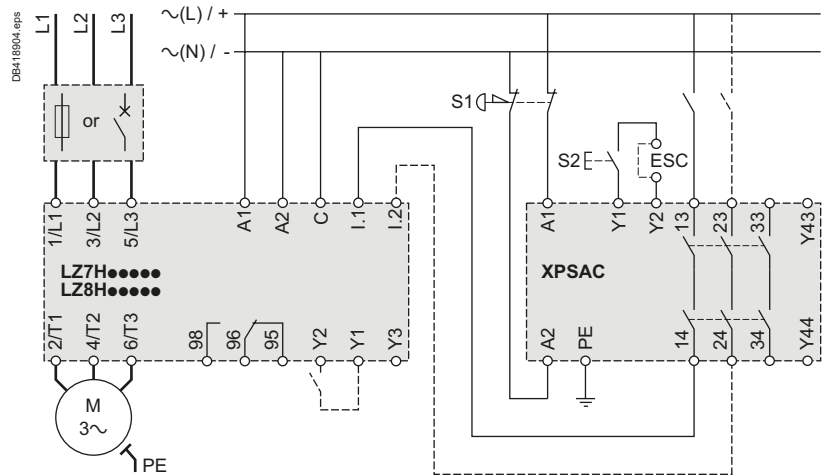 DB418904.eps
L1
L2
L3
(L) / +
(N) / -
or
S1
S2
ESC
1/L1
3/L2
5/L3
A1
A2
C
I.1
I.2
A1
Y1
Y2
13
23
33
Y43
LZ7H●●●●●
LZ8H●●●●●
XPSAC
2/T1
4/T2
6/T3
98
96
95
Y2
Y1
Y3
A2
PE
14
24
34
Y44
M
3~
PE